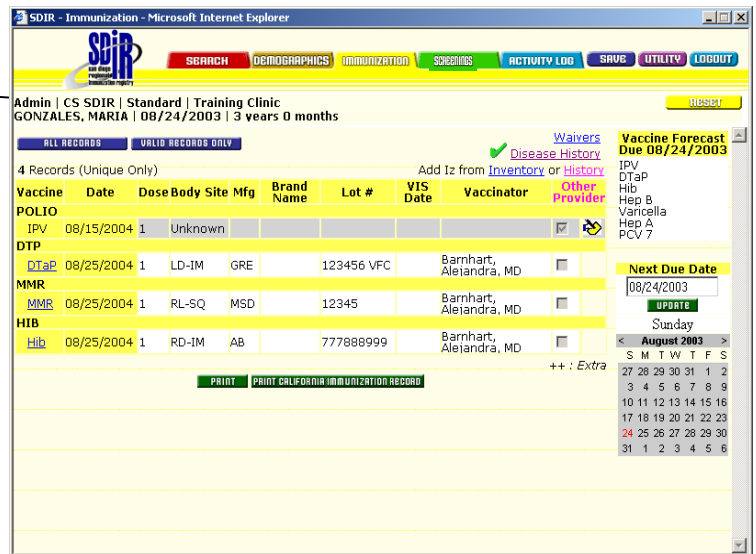 SDIR - Immunization - Microsoft Internet Explorer
SDIR
san diego
regional
immunization registry
SEARCH DEMOGRAPHICS IMMUNIZATION SCREENINGS ACTIVITY LOG SAVE UTILITY LOGOUT
Admin | CS SDIR | Standard | Training Clinic
GONZALES, MARIA | 08/24/2003 | 3 years 0 months
RESET
ALL RECORDS VALID RECORDS ONLY
Waivers
Disease History
4 Records (Unique Only)
Add Iz from Inventory or History
Vaccine Date Dose Body Site Mfg Brand Name Lot # VIS Date Vaccinator Other Provider
POLIO
IPV 08/15/2004 1 Unknown
DTP
DTaP 08/25/2004 1 LD-IM GRE 123456 VFC Barnhart, Alejandra, MD
MMR
MMR 08/25/2004 1 RL-SQ MSD 12345 Barnhart, Alejandra, MD
HIB
Hib 08/25/2004 1 RD-IM AB 777888999 Barnhart, Alejandra, MD
++ : Extra
PRINT PRINT CALIFORNIA IMMUNIZATION RECORD
Vaccine Forecast
Due 08/24/2003
IPV
DTaP
Hib
Hep B
Varicella
Hep A
PCV 7
Next Due Date
08/24/2003
UPDATE
Sunday
< August 2003 >
S M T W T F S
27 28 29 30 31 1 2
3 4 5 6 7 8 9
10 11 12 13 14 15 16
17 18 19 20 21 22 23
24 25 26 27 28 29 30
31 1 2 3 4 5 6